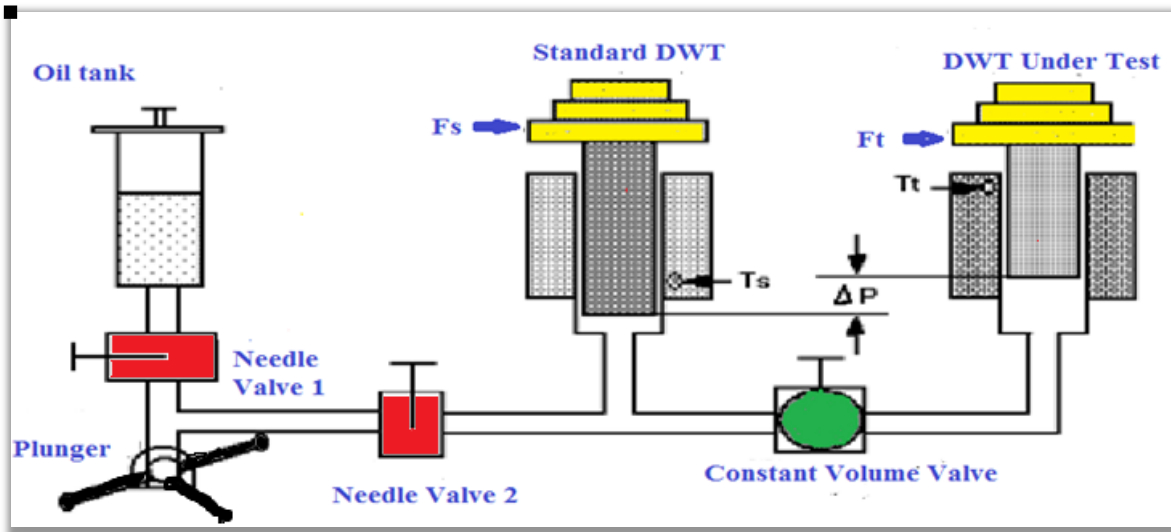 Standard DWT
DWT Under Test
Oil tank
Fs
Ft
Tt
Ts
Δ P
Needle
Valve 1
Plunger
Constant Volume Valve
Needle Valve 2